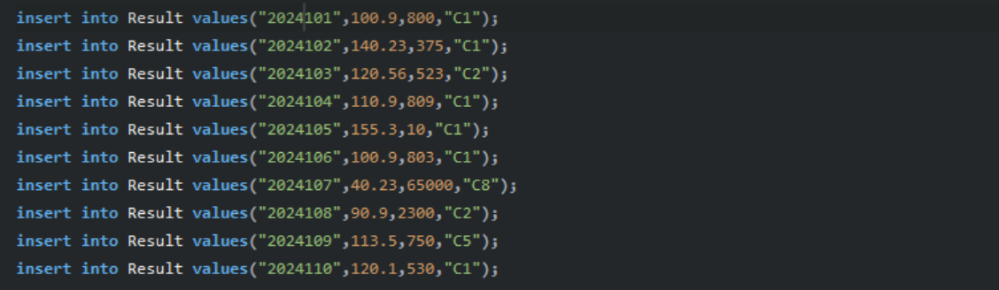 insert into Result values("2024101",100.9,800,"C1");
insert into Result values("2024102",140.23,375,"C1");
insert into Result values("2024103",120.56,523,"C2");
insert into Result values("2024104",110.9,809,"C1");
insert into Result values("2024105",155.3,10,"C1");
insert into Result values("2024106",100.9,803,"C1");
insert into Result values("2024107",40.23,65000,"C8");
insert into Result values("2024108",90.9,2300,"C2");
insert into Result values("2024109",113.5,750,"C5");
insert into Result values("2024110",120.1,530,"C1");